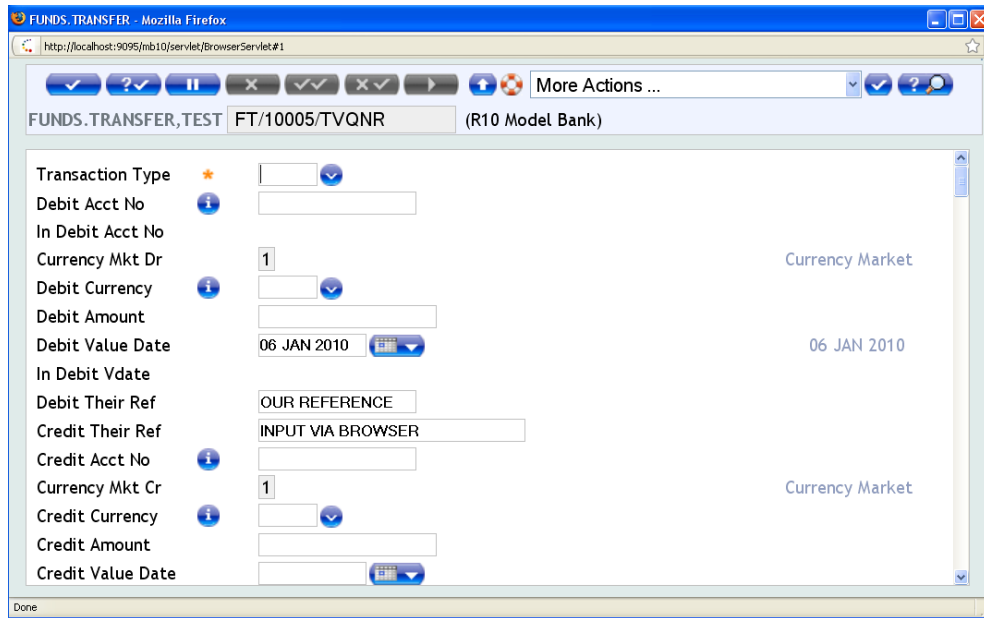 FUNDS.TRANSFER - Mozilla Firefox
http://localhost:9095/mb10/servlet/BrowserServlet#1
More Actions ...
FUNDS.TRANSFER,TEST FT/10005/TVQNR (R10 Model Bank)
Transaction Type *
Debit Acct No
In Debit Acct No
Currency Mkt Dr 1 Currency Market
Debit Currency
Debit Amount
Debit Value Date 06 JAN 2010 06 JAN 2010
In Debit Vdate
Debit Their Ref OUR REFERENCE
Credit Their Ref INPUT VIA BROWSER
Credit Acct No
Currency Mkt Cr 1 Currency Market
Credit Currency
Credit Amount
Credit Value Date
Done